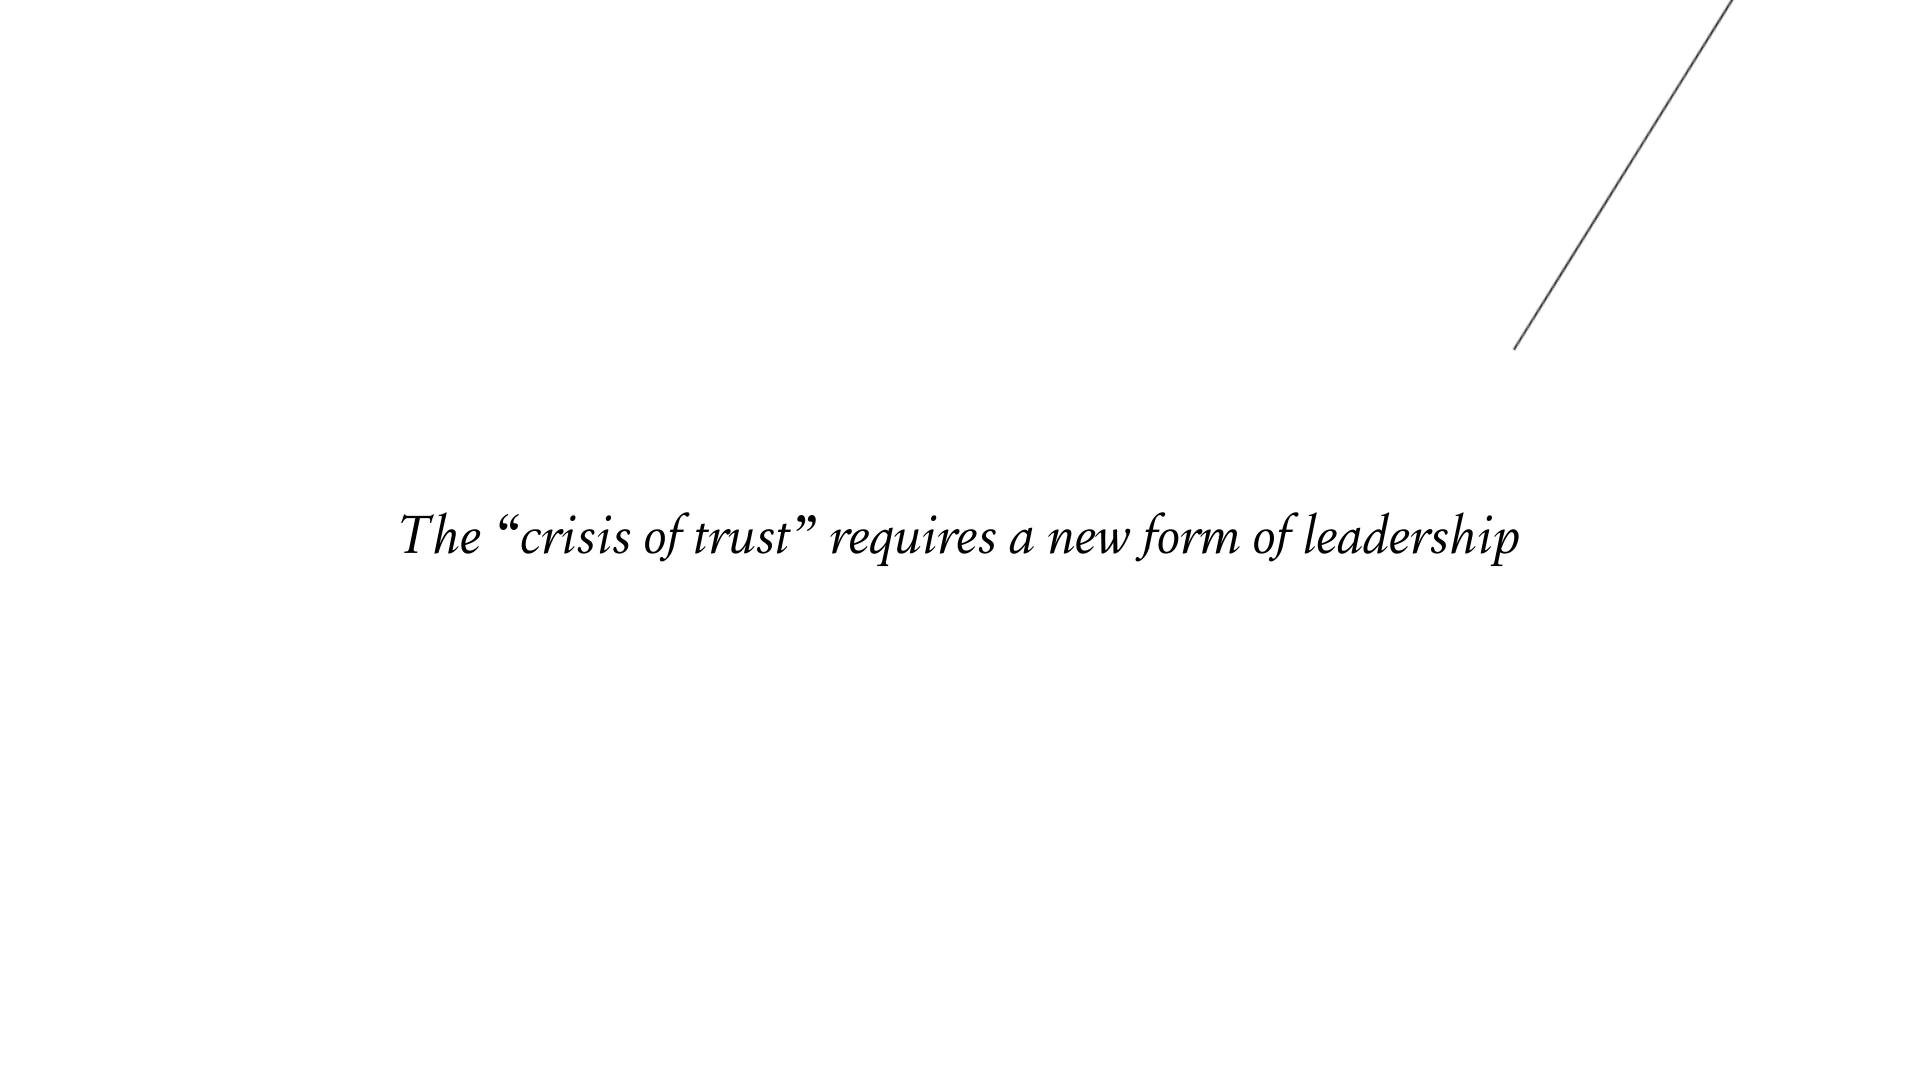 The “crisis of trust” requires a new form of leadership